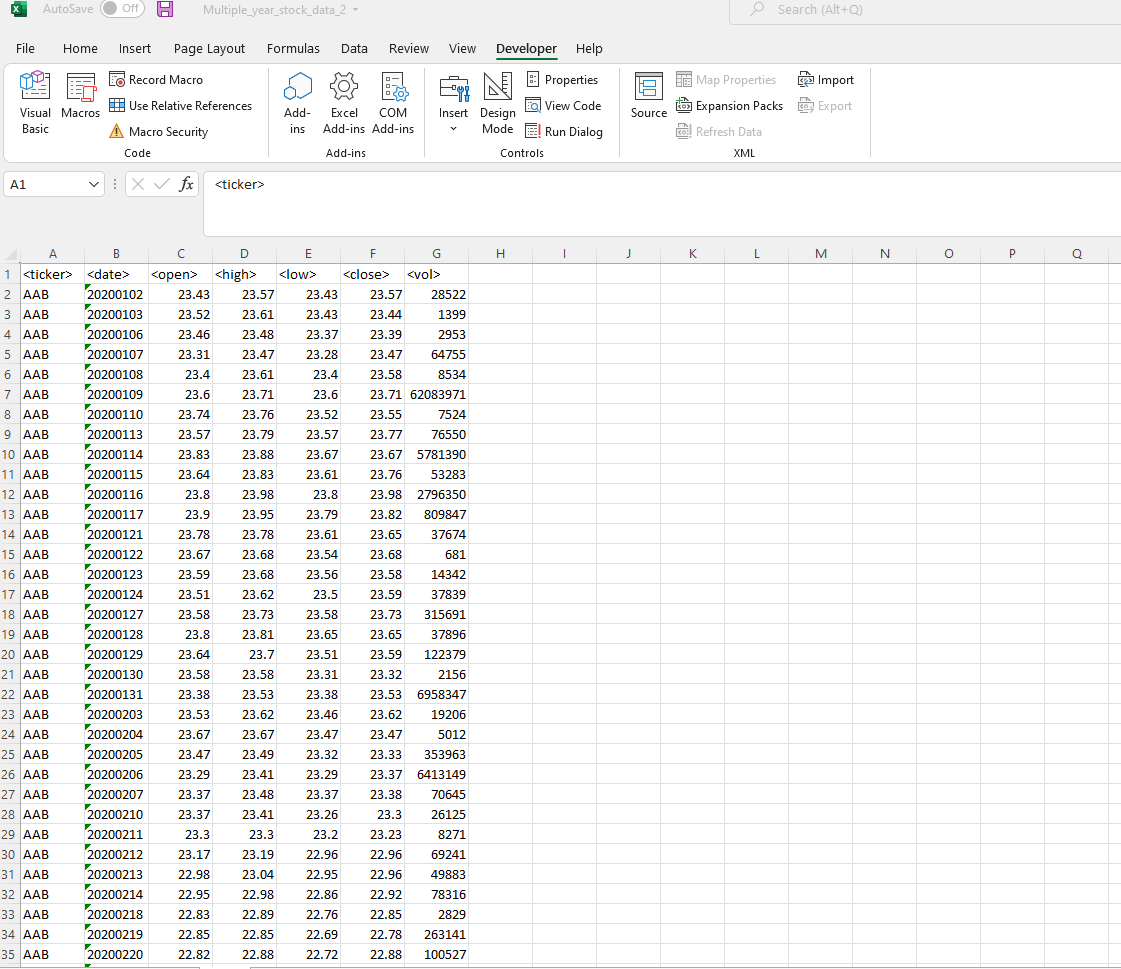 AutoSave Off Multiple_year_stock_data_2 Search (Alt+Q)
File Home Insert Page Layout Formulas Data Review View Developer Help
Visual Basic Macros Record Macro Use Relative References Macro Security
Add-ins Excel Add-ins COM Add-ins
Insert Design Mode Properties View Code Run Dialog
Source Map Properties Expansion Packs Refresh Data Import Export
Code Add-ins Controls XML
A1 fx <ticker>
A B C D E F G H I J K L M N O P Q
1 <ticker> <date> <open> <high> <low> <close> <vol>
2 AAB 20200102 23.43 23.57 23.43 23.57 28522
3 AAB 20200103 23.52 23.61 23.43 23.44 1399
4 AAB 20200106 23.46 23.48 23.37 23.39 2953
5 AAB 20200107 23.31 23.47 23.28 23.47 64755
6 AAB 20200108 23.4 23.61 23.4 23.58 8534
7 AAB 20200109 23.6 23.71 23.6 23.71 62083971
8 AAB 20200110 23.74 23.76 23.52 23.55 7524
9 AAB 20200113 23.57 23.79 23.57 23.77 76550
10 AAB 20200114 23.83 23.88 23.67 23.67 5781390
11 AAB 20200115 23.64 23.83 23.61 23.76 53283
12 AAB 20200116 23.8 23.98 23.8 23.98 2796350
13 AAB 20200117 23.9 23.95 23.79 23.82 809847
14 AAB 20200121 23.78 23.78 23.61 23.65 37674
15 AAB 20200122 23.67 23.68 23.54 23.68 681
16 AAB 20200123 23.59 23.68 23.56 23.58 14342
17 AAB 20200124 23.51 23.62 23.5 23.59 37839
18 AAB 20200127 23.58 23.73 23.58 23.73 315691
19 AAB 20200128 23.8 23.81 23.65 23.65 37896
20 AAB 20200129 23.64 23.7 23.51 23.59 122379
21 AAB 20200130 23.58 23.58 23.31 23.32 2156
22 AAB 20200131 23.38 23.53 23.38 23.53 6958347
23 AAB 20200203 23.53 23.62 23.46 23.62 19206
24 AAB 20200204 23.67 23.67 23.47 23.47 5012
25 AAB 20200205 23.47 23.49 23.32 23.33 353963
26 AAB 20200206 23.29 23.41 23.29 23.37 6413149
27 AAB 20200207 23.37 23.48 23.37 23.38 70645
28 AAB 20200210 23.37 23.41 23.26 23.3 26125
29 AAB 20200211 23.3 23.3 23.2 23.23 8271
30 AAB 20200212 23.17 23.19 22.96 22.96 69241
31 AAB 20200213 22.98 23.04 22.95 22.96 49883
32 AAB 20200214 22.95 22.98 22.86 22.92 78316
33 AAB 20200218 22.83 22.89 22.76 22.85 2829
34 AAB 20200219 22.85 22.85 22.69 22.78 263141
35 AAB 20200220 22.82 22.88 22.72 22.88 100527